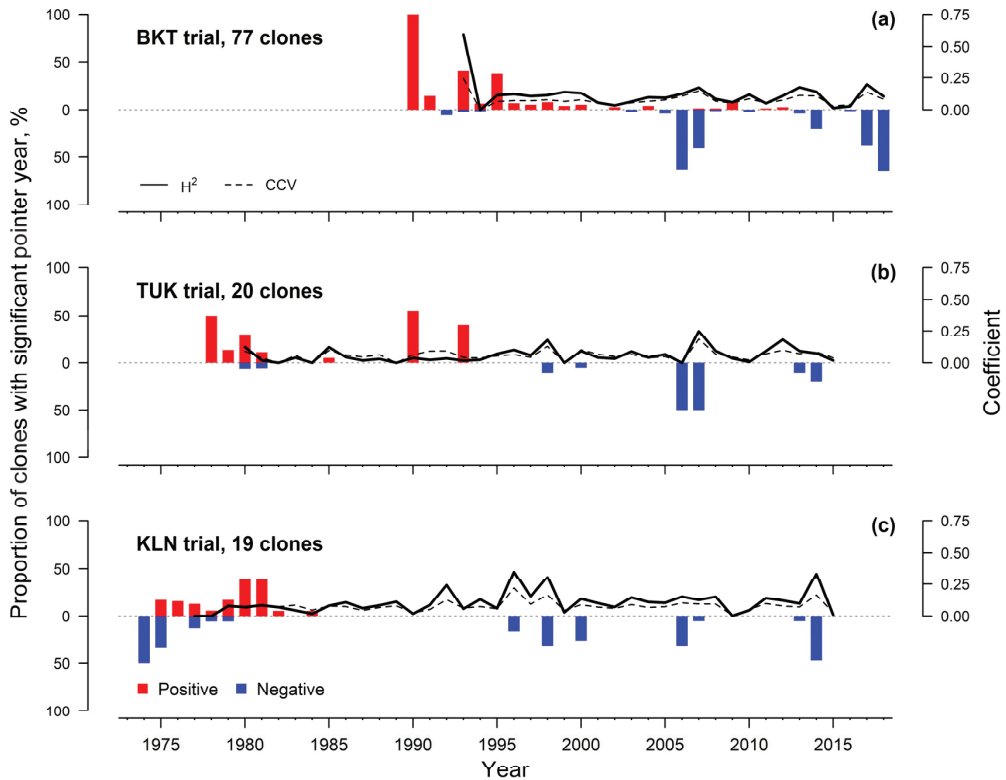 Proportion of clones with significant pointer year, %
(a)
BKT trial, 77 clones
100
50
0
50
100
0.75
0.50
0.25
0.00
H² CCV
(b)
TUK trial, 20 clones
100
50
0
50
100
0.75
0.50
0.25
0.00
Coefficient
(c)
KLN trial, 19 clones
100
50
0
50
100
0.75
0.50
0.25
0.00
Positive Negative
1975 1980 1985 1990 1995 2000 2005 2010 2015
Year